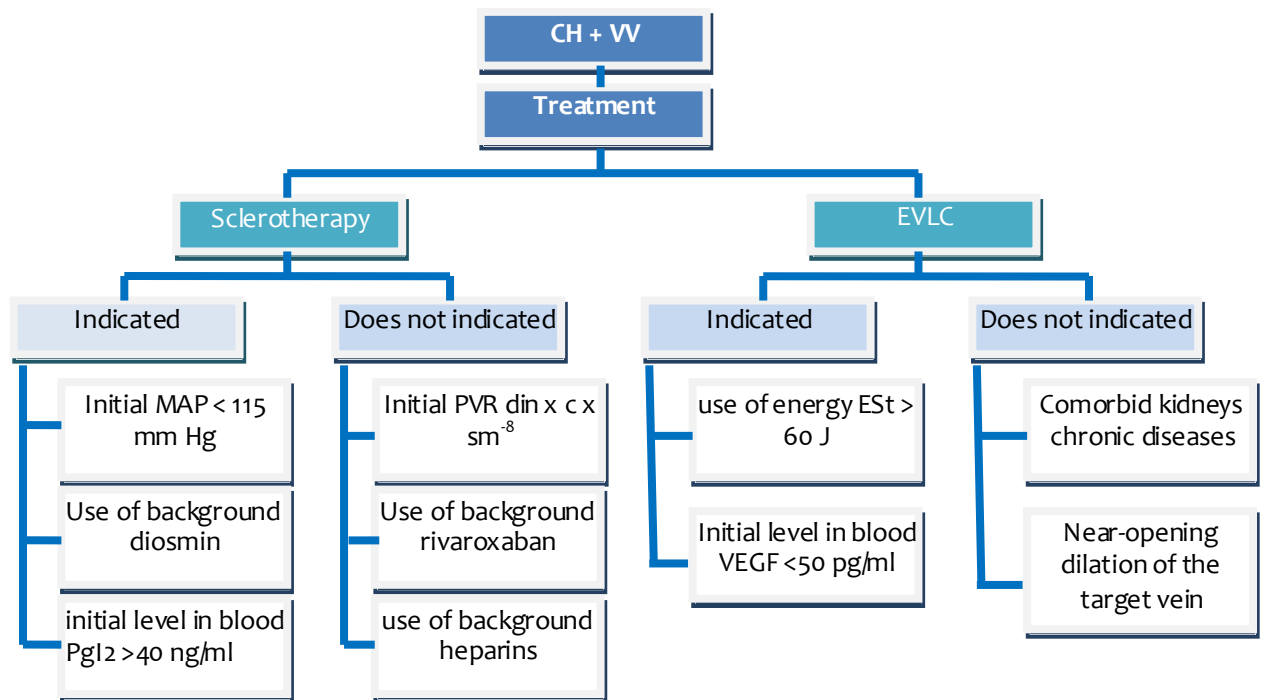 CH + VV
Treatment
Sclerotherapy
EVLC
Indicated
Does not indicated
Indicated
Does not indicated
Initial MAP < 115
mm Hg
Use of background
diosmin
initial level in blood
PgI2 >40 ng/ml
Initial PVR din x c x
sm⁻⁸
Use of background
rivaroxaban
use of background
heparins
use of energy ESt >
60 J
Initial level in blood
VEGF <50 pg/ml
Comorbid kidneys
chronic diseases
Near-opening
dilation of the
target vein